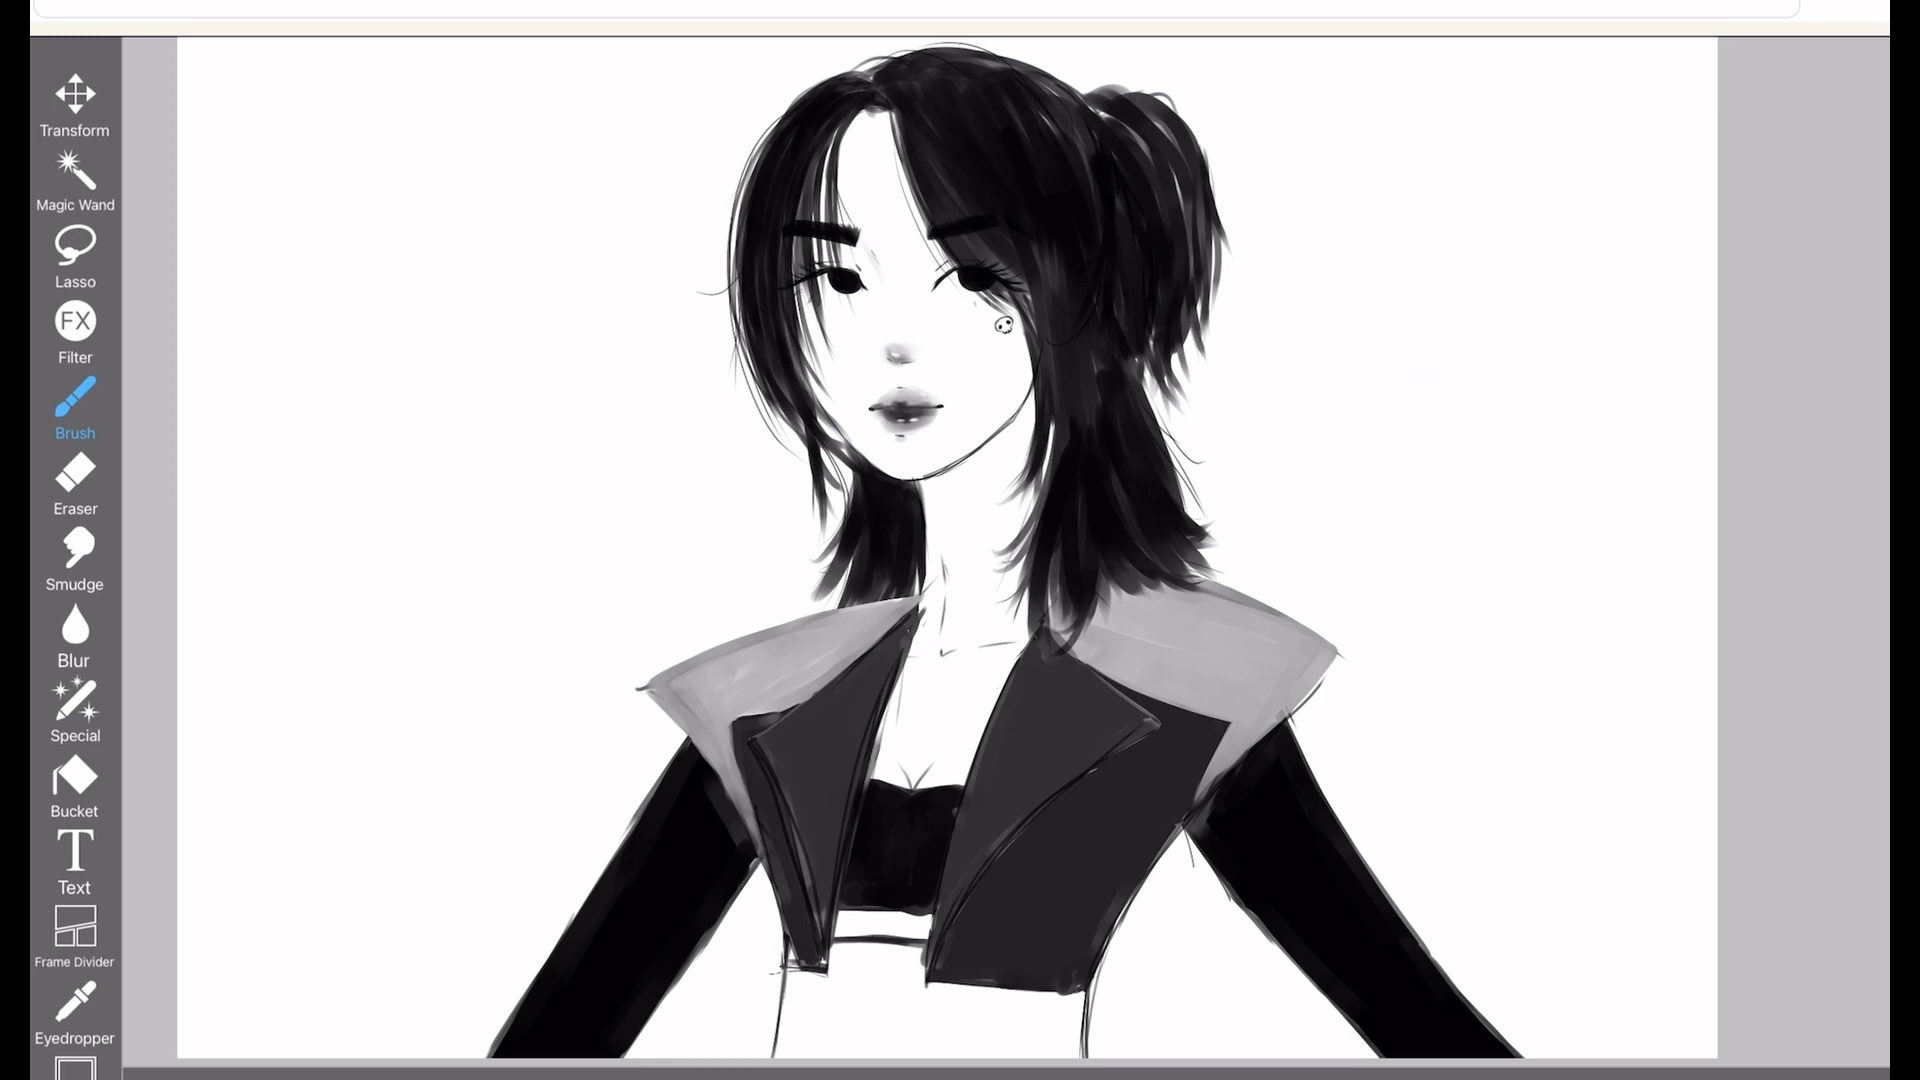 Transform
Magic Wand
Lasso
FX
Filter
Brush
Eraser
Smudge
Blur
Special
Bucket
T
Text
Frame Divider
Eyedropper